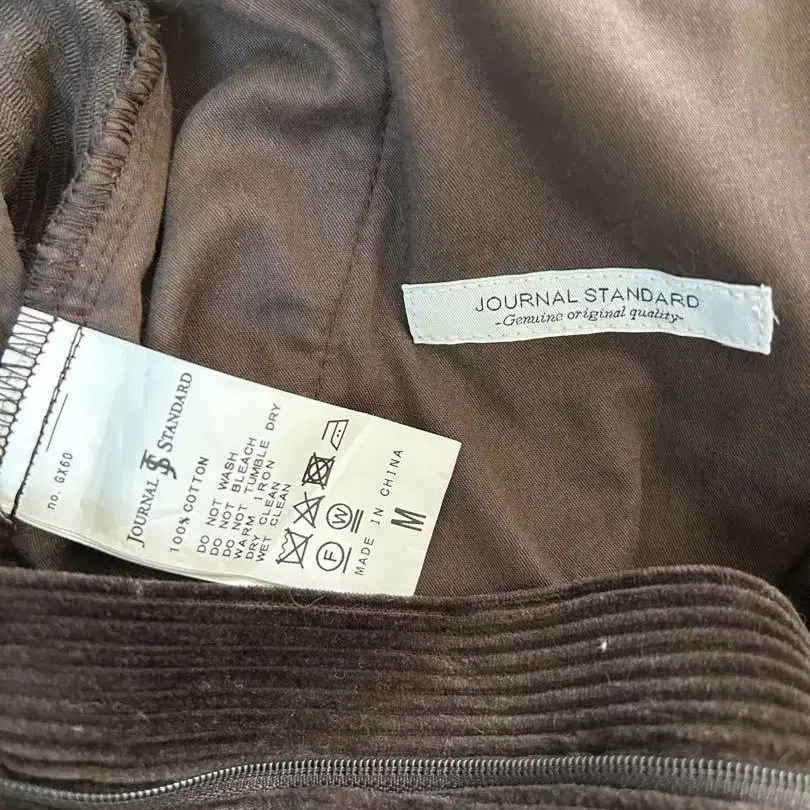 JOURNAL STANDARD
-Genuine original quality-
no. GX60
JOURNAL JS STANDARD
100% COTTON
DO NOT WASH
DO NOT BLEACH
DO NOT TUMBLE DRY
WARM IRON
DRY CLEAN
WET CLEAN
F W
MADE IN CHINA
M